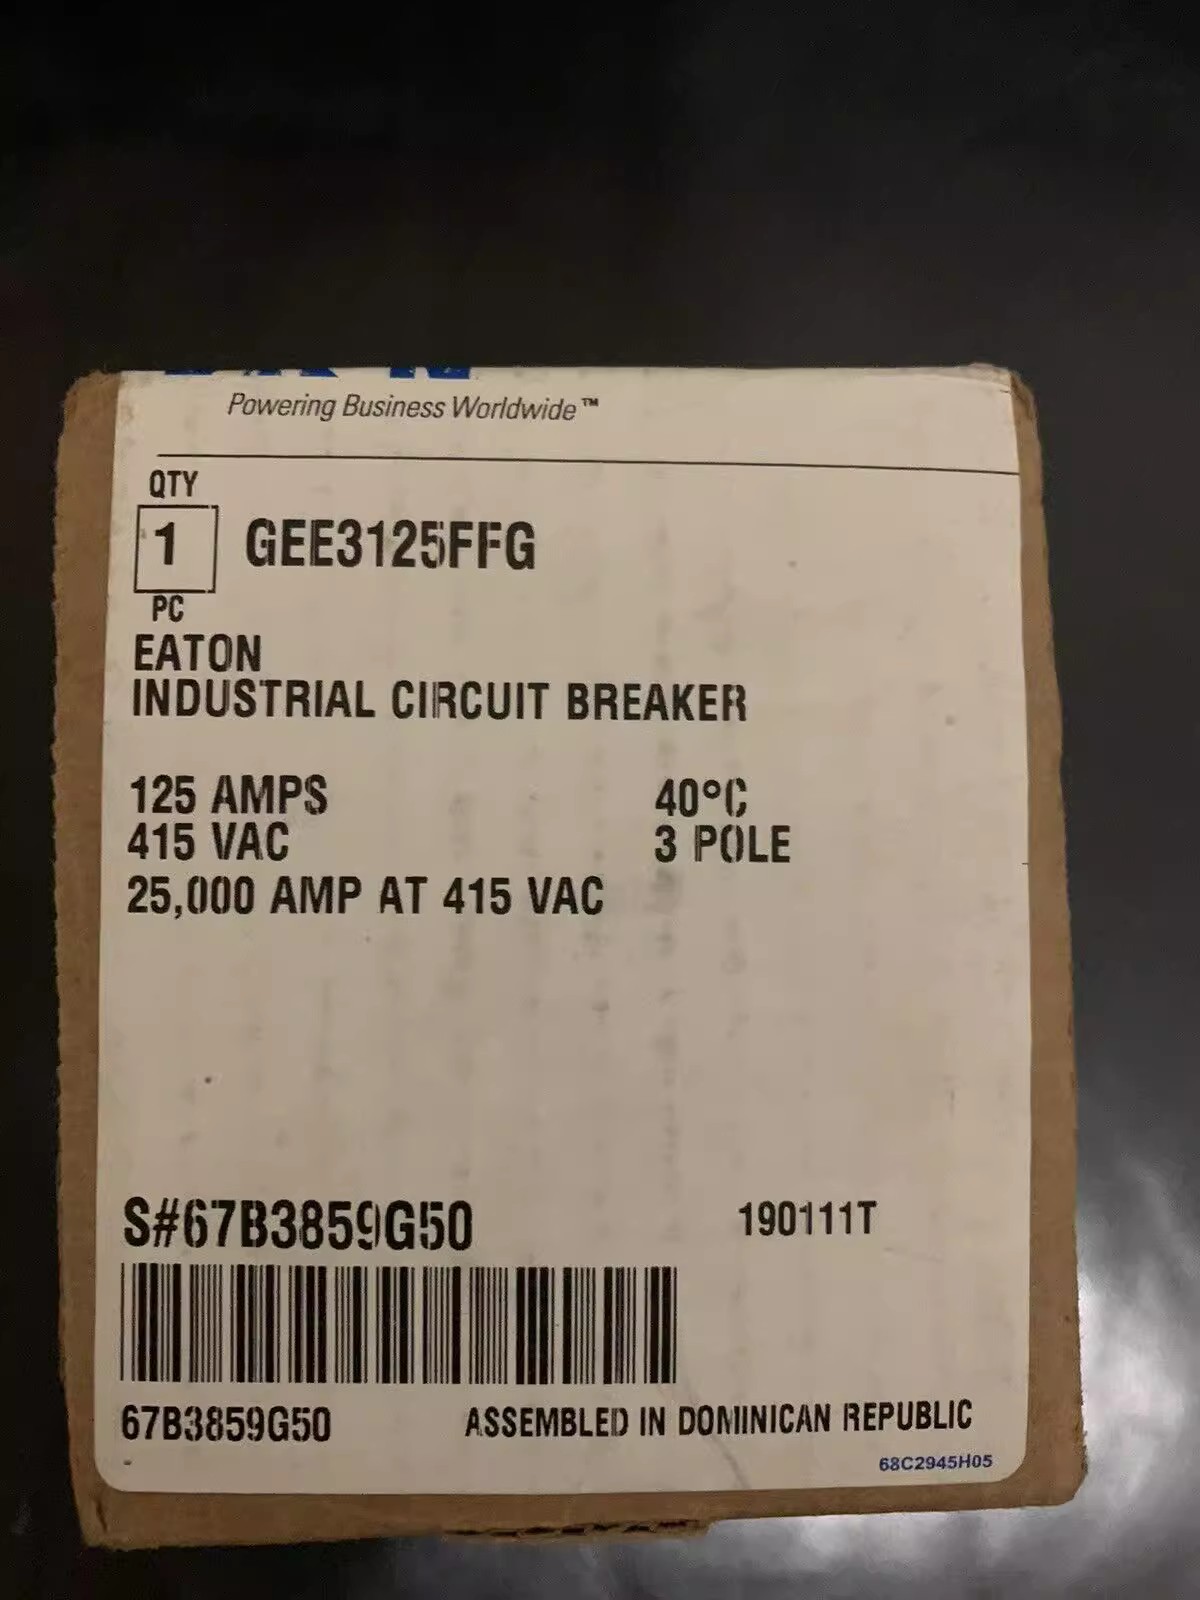 Powering Business Worldwide™
QTY
1 GEE3125FFG
PC
EATON
INDUSTRIAL CIRCUIT BREAKER
125 AMPS 40°C
415 VAC 3 POLE
25,000 AMP AT 415 VAC
S#67B3859G50 190111T
67B3859G50 ASSEMBLED IN DOMINICAN REPUBLIC
68C2945H05